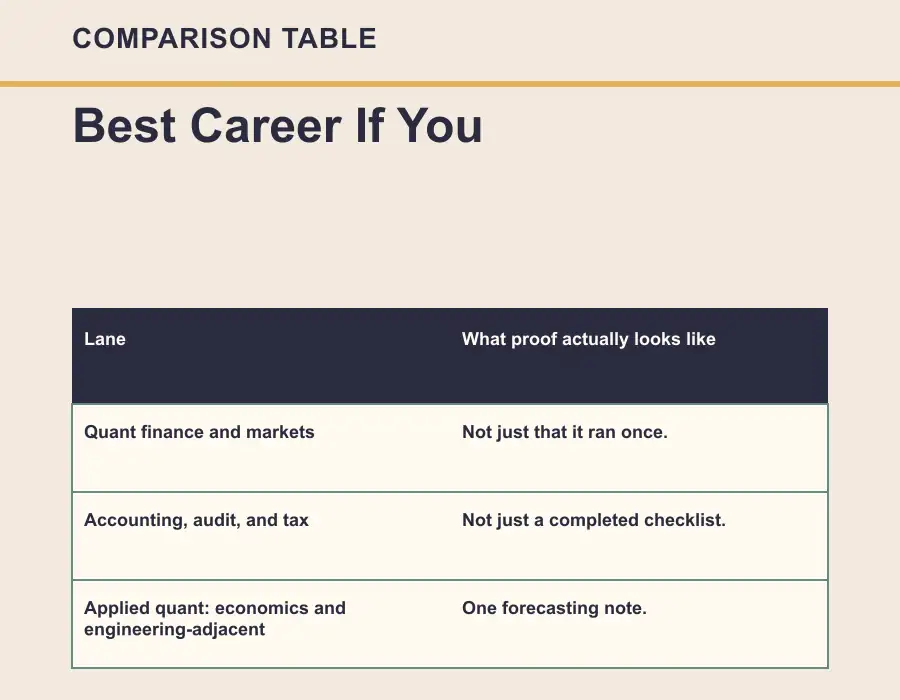 COMPARISON TABLE
Best Career If You
Lane
What proof actually looks like
Quant finance and markets
Not just that it ran once.
Accounting, audit, and tax
Not just a completed checklist.
Applied quant: economics and
engineering-adjacent
One forecasting note.